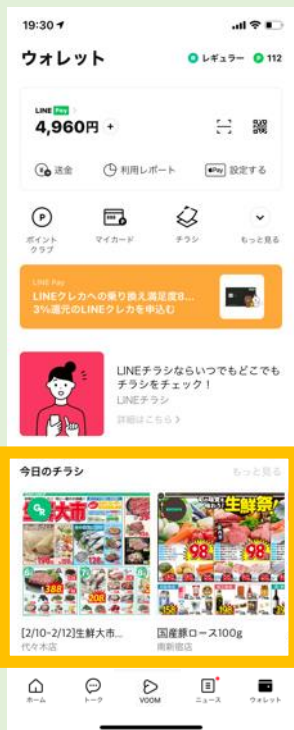 19:30
ウォレット
レギュラー P 112
LINE Pay
4,960円 +
送金
利用レポート
Pay 設定する
P
ポイント
クラブ
マイカード
チラシ
もっと見る
LINE Pay
LINEクレカへの乗り換え満足度8...
3%還元のLINEクレカを申込む
LINEチラシならいつでもどこでも
チラシをチェック！
LINEチラシ
詳細はこちら
今日のチラシ
もっと見る
GR
生鮮大市
388
208
生鮮祭!
98
98
158
198
[2/10-2/12]生鮮大市...
代々木店
国産豚ロース100g
南新宿店
ホーム
トーク
VOOM
ニュース
ウォレット